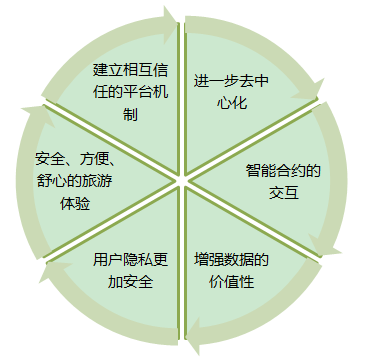 建立相互信
任的平台机
制
进一步去中
心化
智能合约的
交互
增强数据的
价值性
用户隐私更
加安全
安全、方便、
舒心的旅游
体验